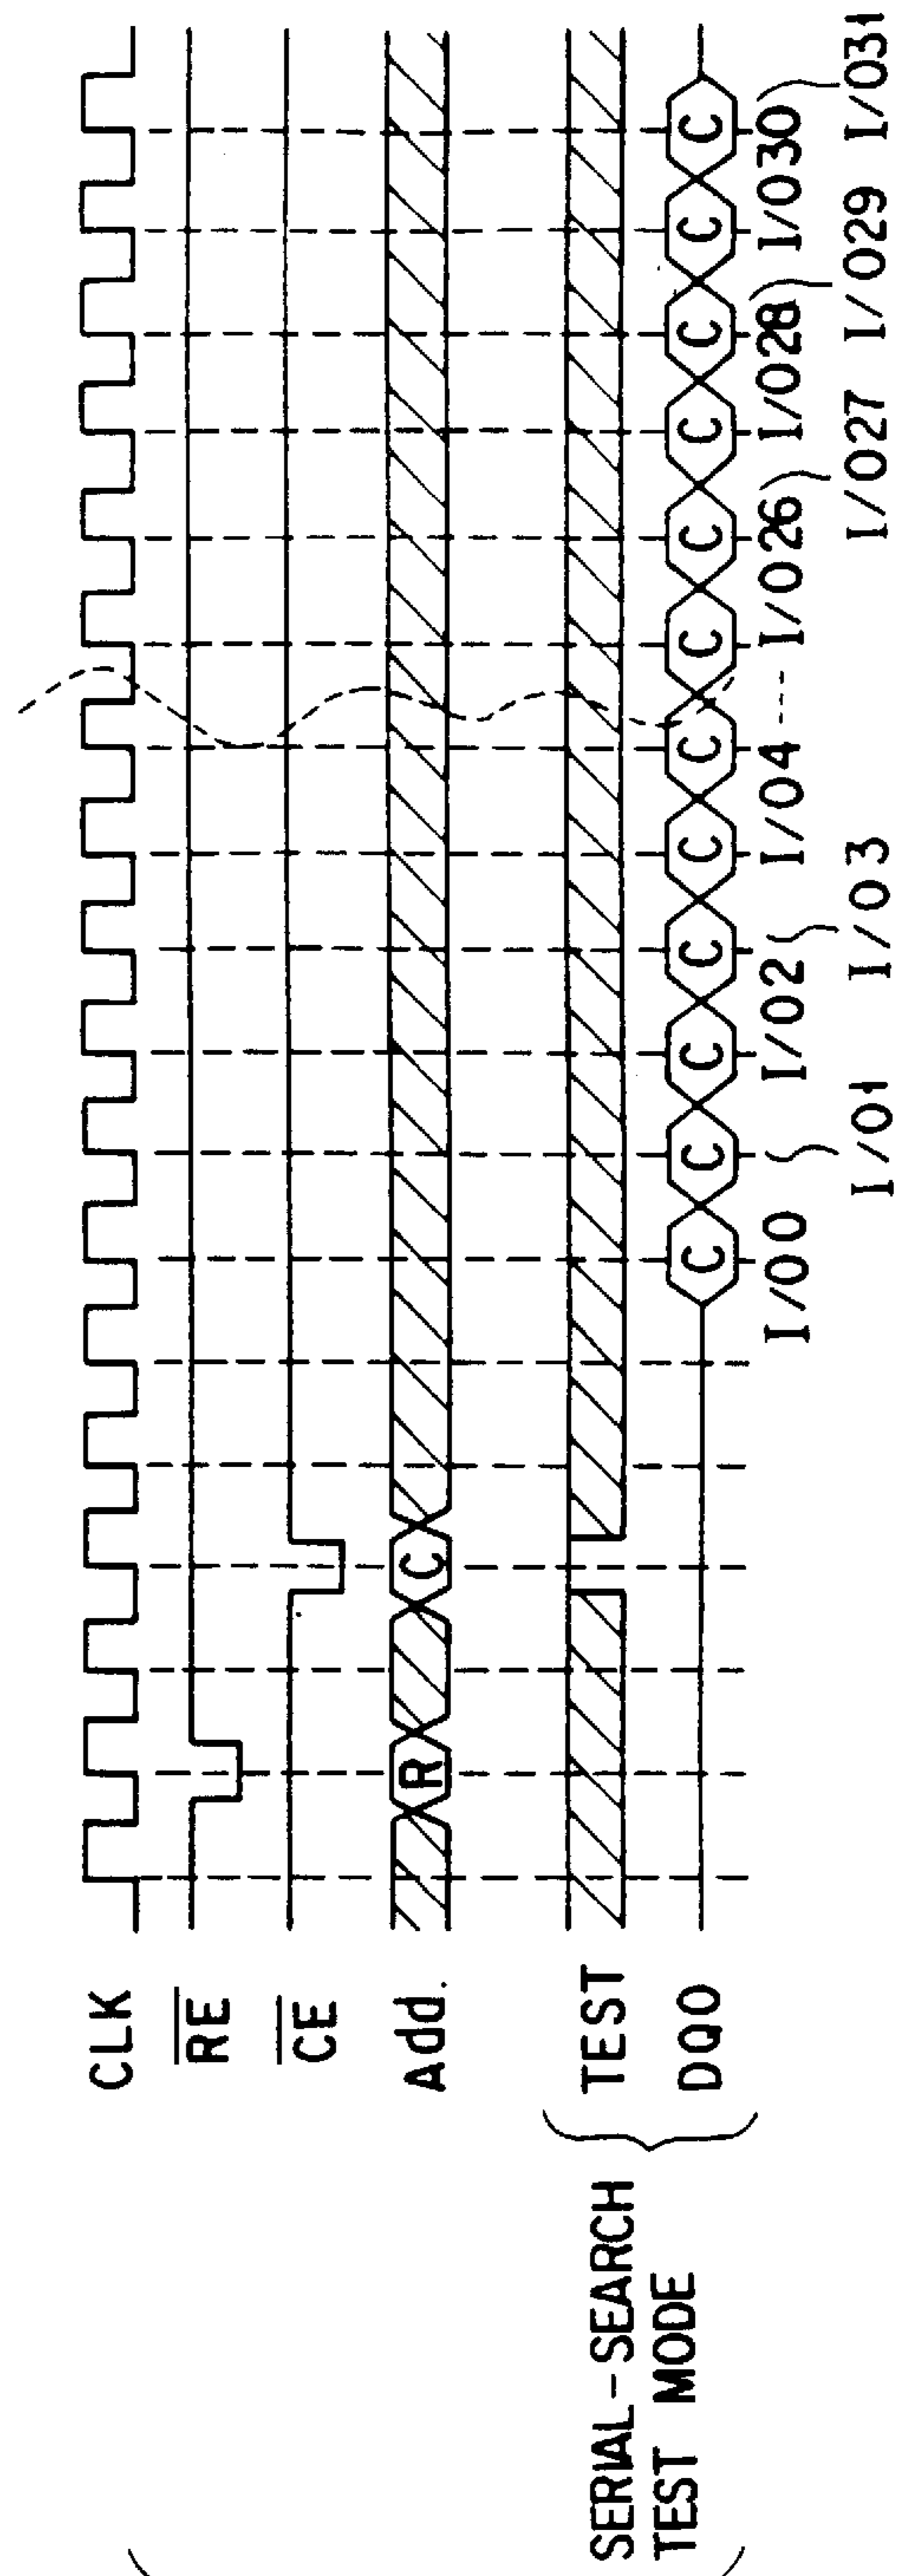 CLK
RE
CE
Add.
R C
SERIAL-SEARCH
TEST MODE
TEST
DQ0
C C C C C C C C C C C C
I/00 I/02 I/04 --- I/026 I/028 I/030
I/01 I/03 I/027 I/029 I/031